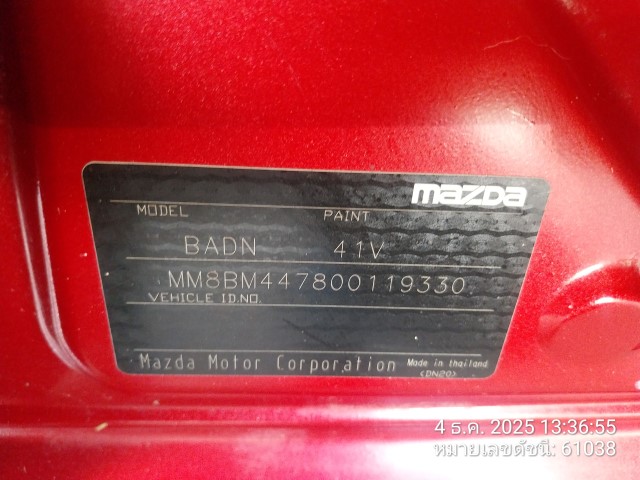 mazda
MODEL PAINT
BADN 41V
MM8BM447800119330
VEHICLE I.D.NO.
Mazda Motor Corporation Made in thailand
<DN20>
4 ธ.ค. 2025 13:36:55
หมายเลขดัชนี: 61038